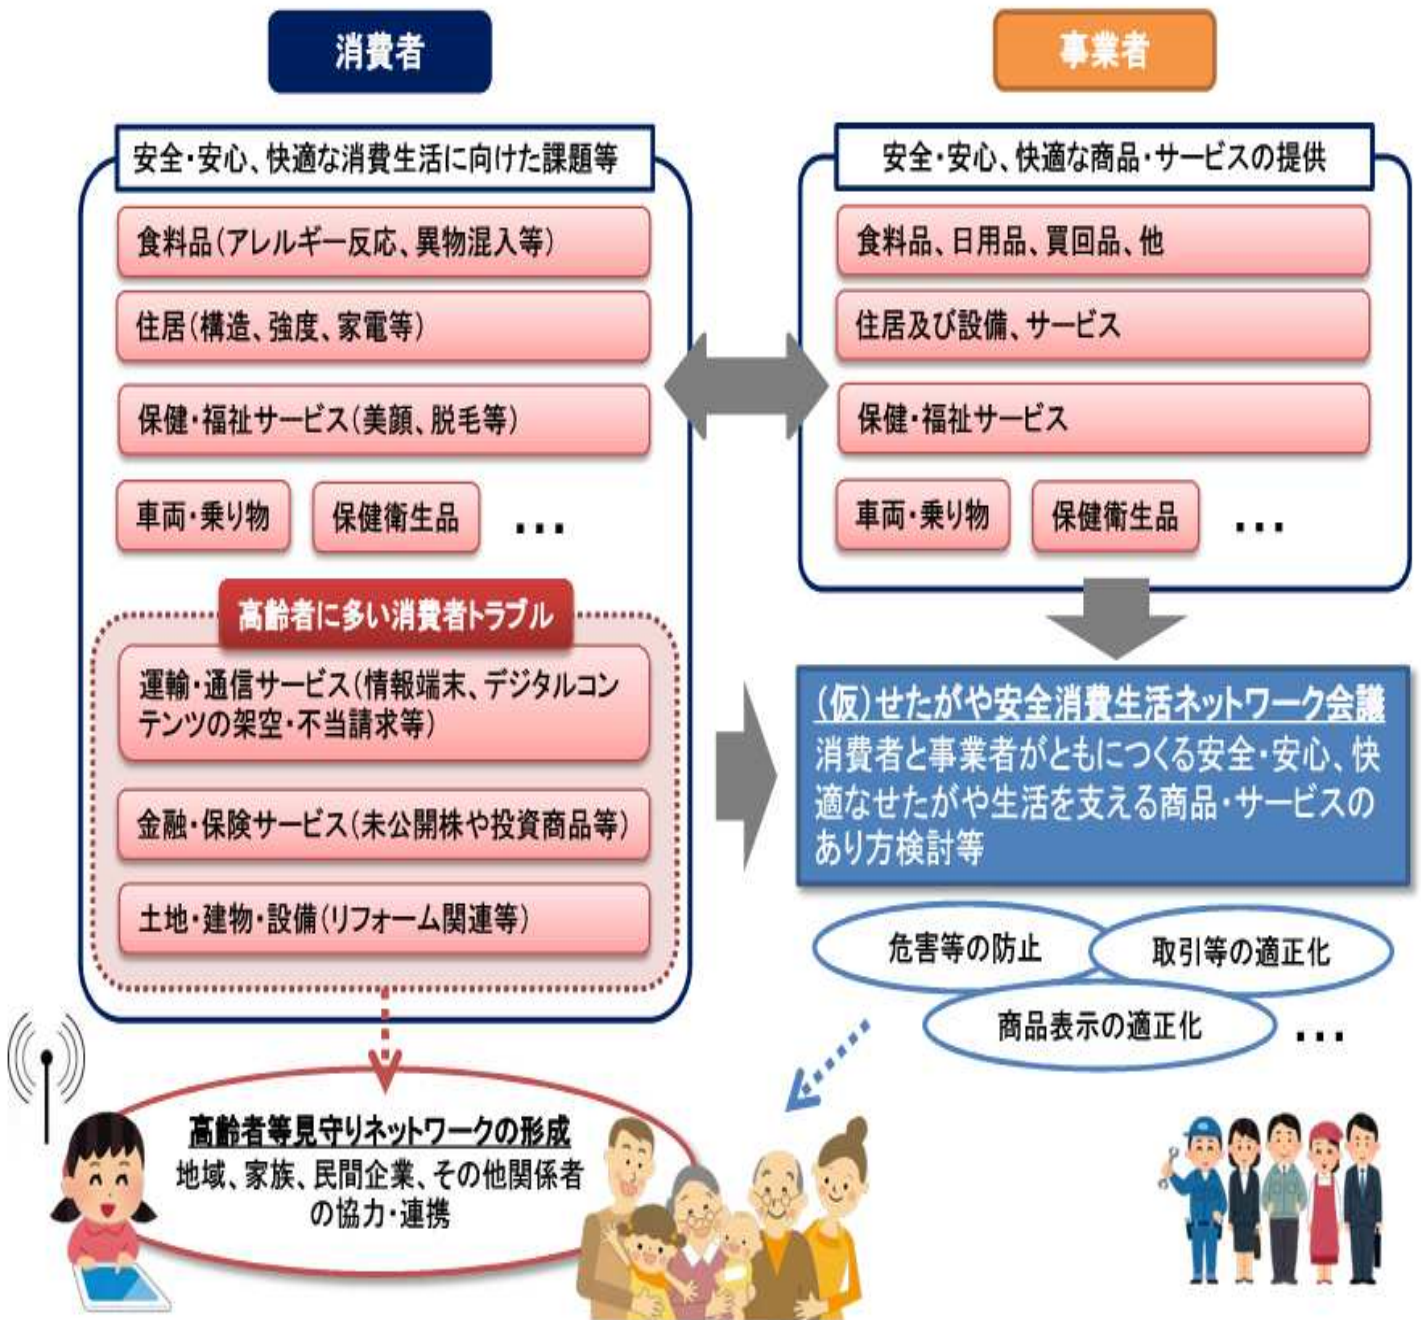 消費者
安全・安心、快適な消費生活に向けた課題等
食料品(アレルギー反応、異物混入等)
住居(構造、強度、家電等)
保健・福祉サービス(美顔、脱毛等)
車両・乗り物
保健衛生品
...
高齢者に多い消費者トラブル
運輸・通信サービス(情報端末、デジタルコン
テンツの架空・不当請求等)
金融・保険サービス(未公開株や投資商品等)
土地・建物・設備(リフォーム関連等)
高齢者等見守りネットワークの形成
地域、家族、民間企業、その他関係者
の協力・連携
事業者
安全・安心、快適な商品・サービスの提供
食料品、日用品、買回品、他
住居及び設備、サービス
保健・福祉サービス
車両・乗り物
保健衛生品
...
(仮)せたがや安全消費生活ネットワーク会議
消費者と事業者がともにつくる安全・安心、快
適なせたがや生活を支える商品・サービスの
あり方検討等
危害等の防止
取引等の適正化
商品表示の適正化
...